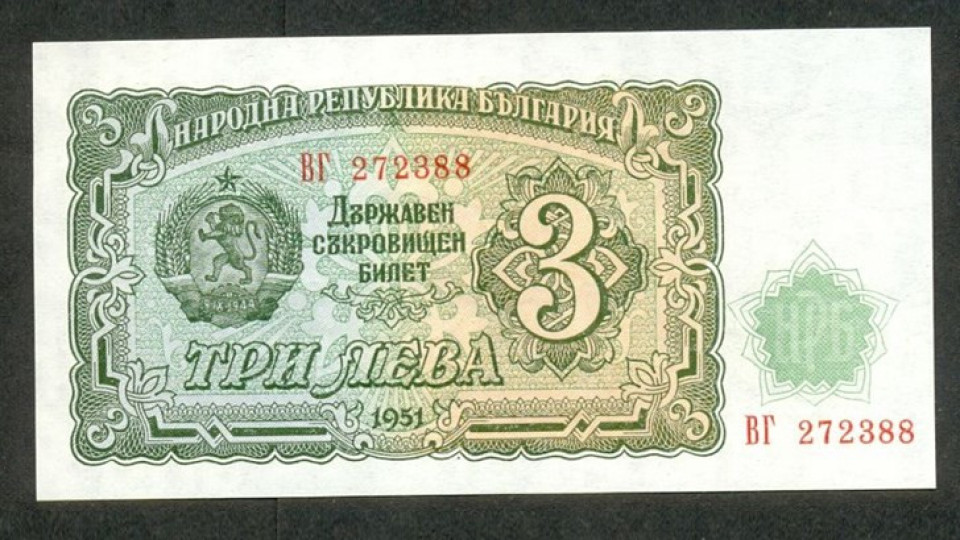 НАРОДНА РЕПУБЛИКА БЪЛГАРИЯ
ВГ 272388
ДЪРЖАВЕН
СЪКРОВИЩЕН
БИЛЕТ
3
ТРИ ЛЕВА
1951
НРБ
ВГ 272388